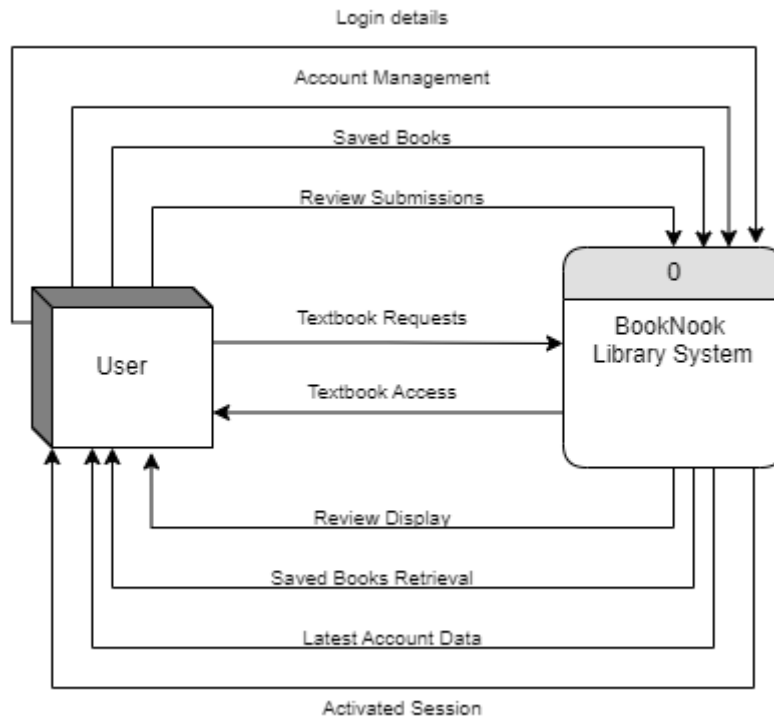 Login details
Account Management
Saved Books
Review Submissions
0
BookNook
Library System
Textbook Requests
User
Textbook Access
Review Display
Saved Books Retrieval
Latest Account Data
Activated Session